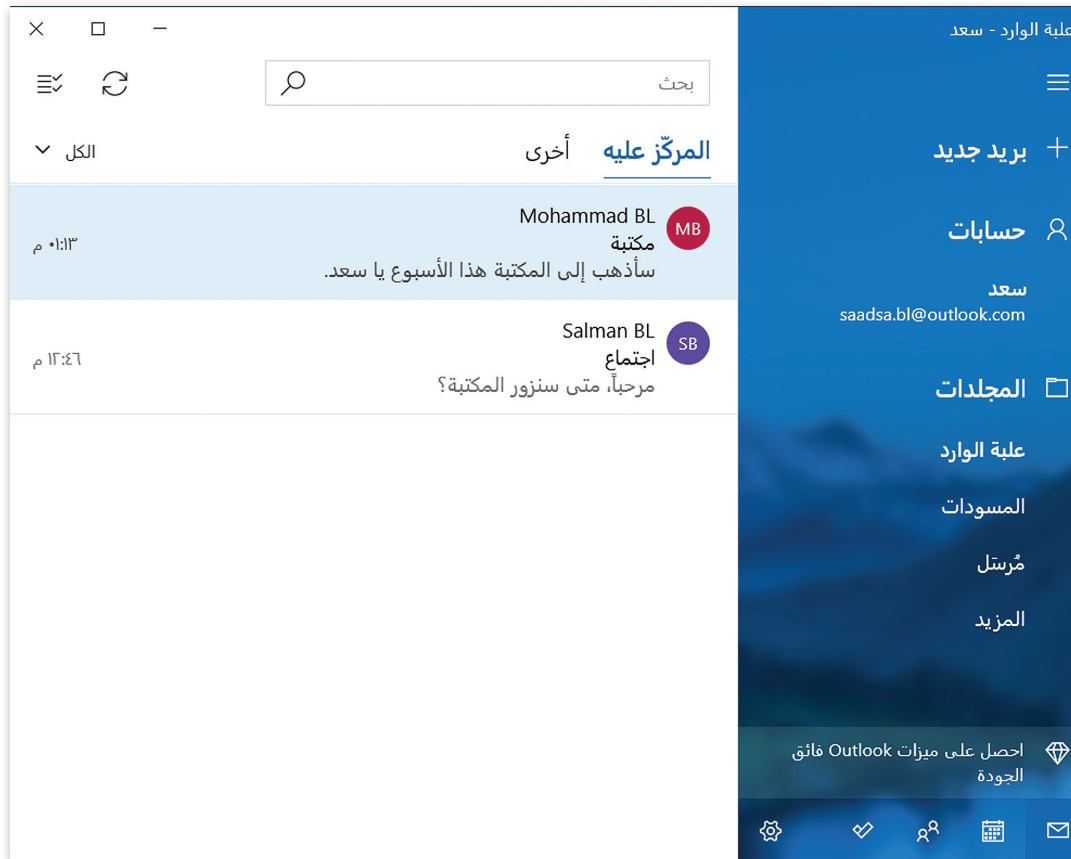 علبة الوارد - سعد
بريد جديد
حسابات
سعد
saadsa.bl@outlook.com
المجلدات
علبة الوارد
المسودات
مُرسَل
المزيد
احصل على ميزات Outlook فائق
الجودة
بحث
المركّز عليه
أخرى
الكل
MB
Mohammad BL
مكتبة
٠١:١٣ م
سأذهب إلى المكتبة هذا الأسبوع يا سعد.
SB
Salman BL
اجتماع
١٢:٤٦ م
مرحباً، متى سنزور المكتبة؟